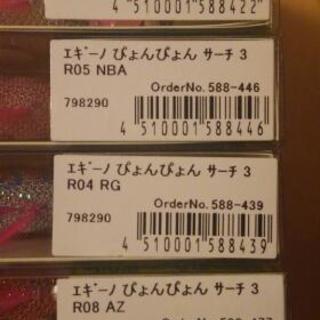 4 510001 588422
ｴｷﾞｰﾉ ぴょんぴょん サーチ 3
R05 NBA
OrderNo. 588-446
798290
4 510001 588446
ｴｷﾞｰﾉ ぴょんぴょん サーチ 3
R04 RG
OrderNo. 588-439
798290
4 510001 588439
ｴｷﾞｰﾉ ぴょんぴょん サーチ 3
R08 AZ